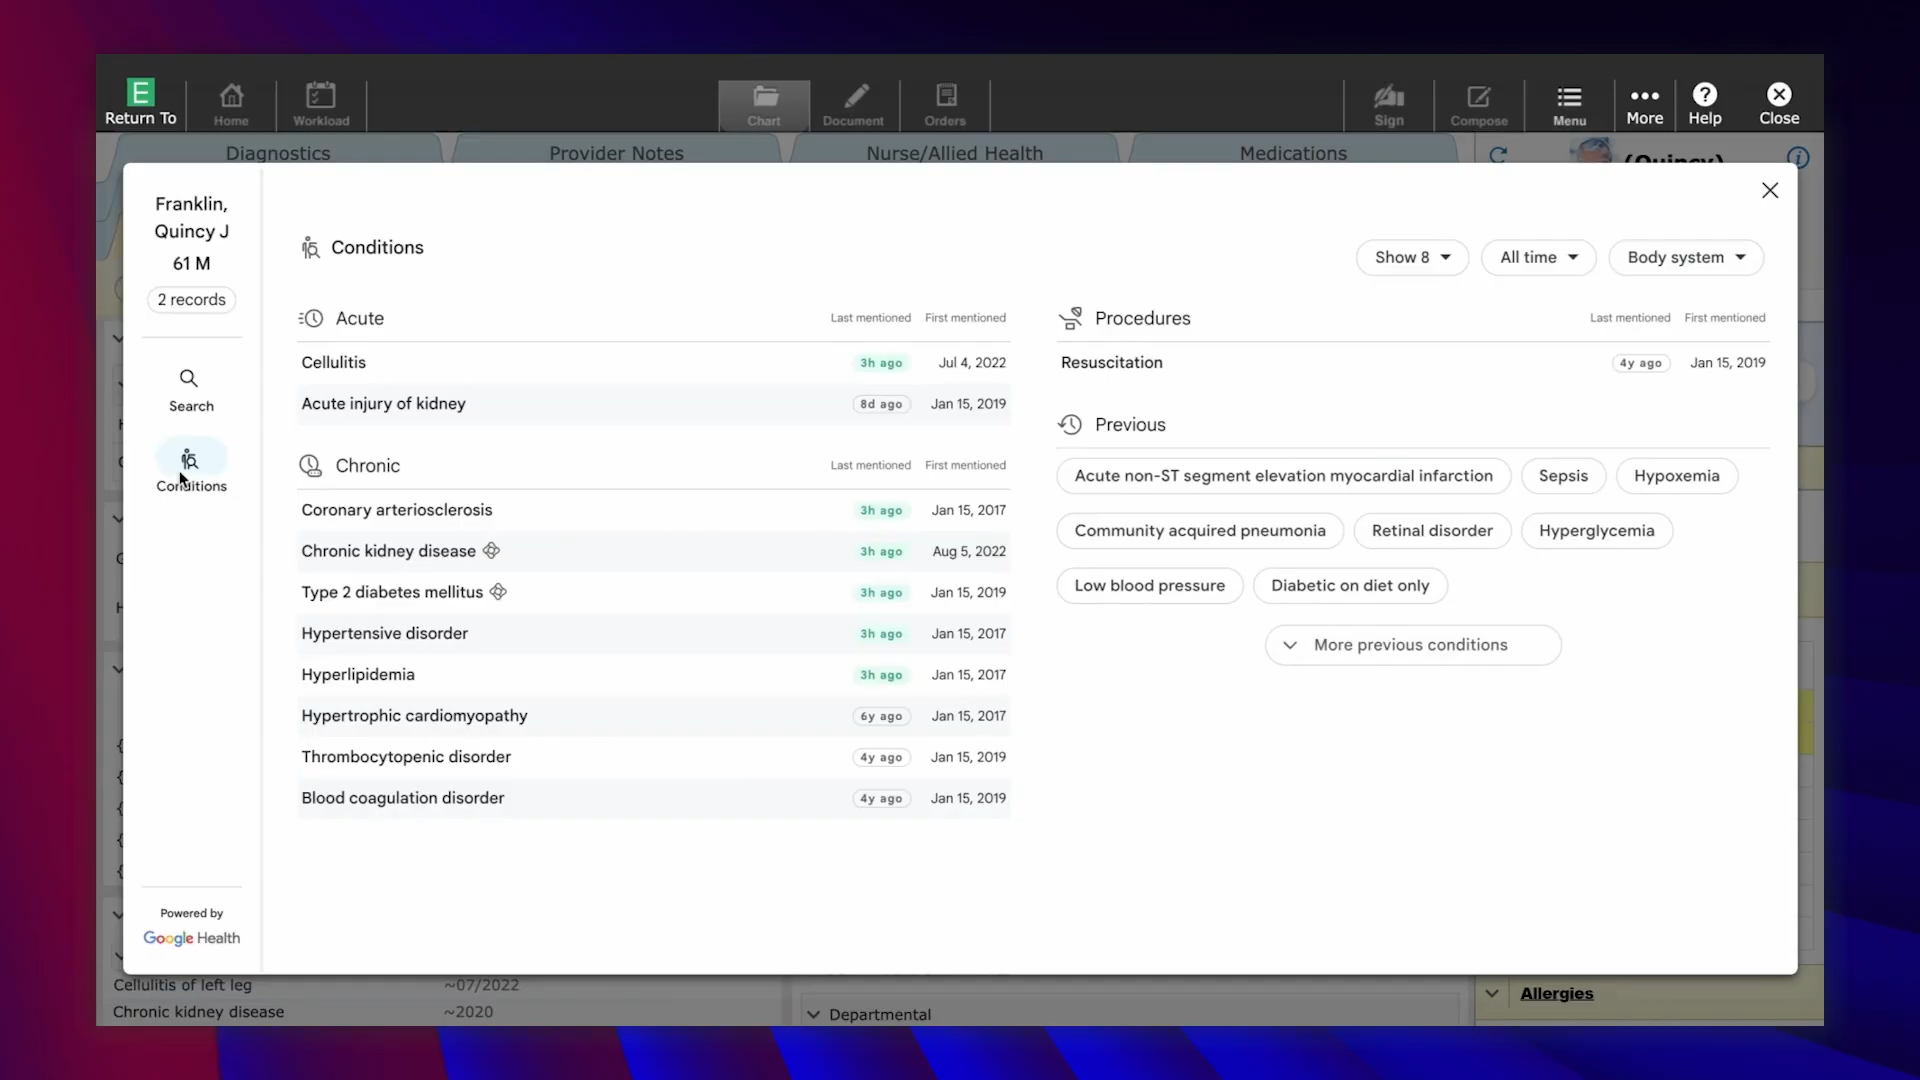 E
Return To
Home
Workload
Chart
Document
Orders
Sign
Compose
Menu
More
Help
Close
Diagnostics
Provider Notes
Nurse/Allied Health
Medications
(Quincy)
Franklin,
Quincy J
61 M
2 records
Search
Conditions
Powered by
Google Health
Conditions
Show 8
All time
Body system
Acute Last mentioned First mentioned
Cellulitis 3h ago Jul 4, 2022
Acute injury of kidney 8d ago Jan 15, 2019
Chronic Last mentioned First mentioned
Coronary arteriosclerosis 3h ago Jan 15, 2017
Chronic kidney disease 3h ago Aug 5, 2022
Type 2 diabetes mellitus 3h ago Jan 15, 2019
Hypertensive disorder 3h ago Jan 15, 2017
Hyperlipidemia 3h ago Jan 15, 2017
Hypertrophic cardiomyopathy 6y ago Jan 15, 2017
Thrombocytopenic disorder 4y ago Jan 15, 2019
Blood coagulation disorder 4y ago Jan 15, 2019
Procedures Last mentioned First mentioned
Resuscitation 4y ago Jan 15, 2019
Previous
Acute non-ST segment elevation myocardial infarction Sepsis Hypoxemia
Community acquired pneumonia Retinal disorder Hyperglycemia
Low blood pressure Diabetic on diet only
More previous conditions
Cellulitis of left leg ~07/2022
Chronic kidney disease ~2020
Departmental
Allergies